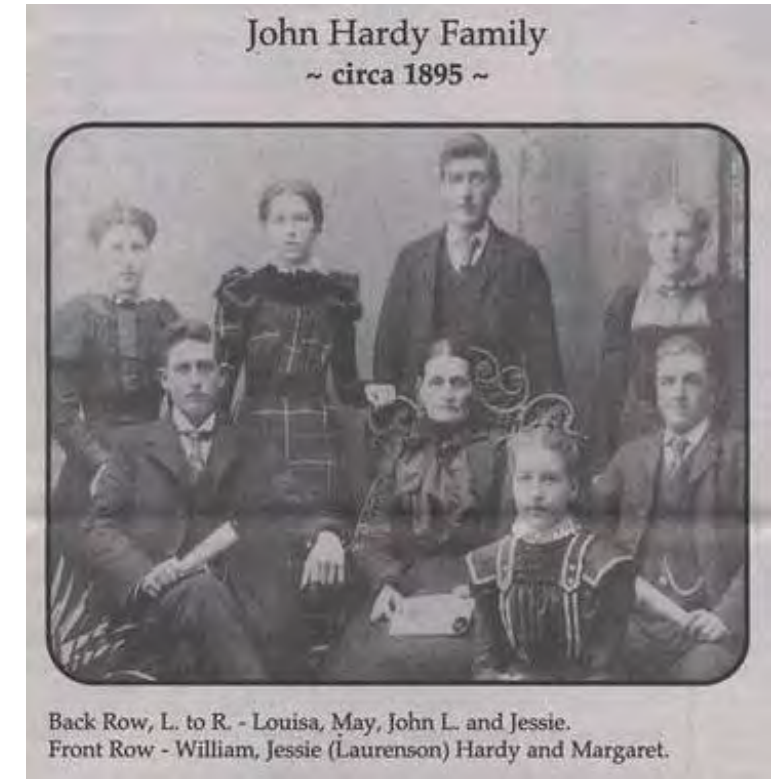 John Hardy Family
~ circa 1895 ~
Back Row, L. to R. - Louisa, May, John L. and Jessie.
Front Row - William, Jessie (Laurenson) Hardy and Margaret.